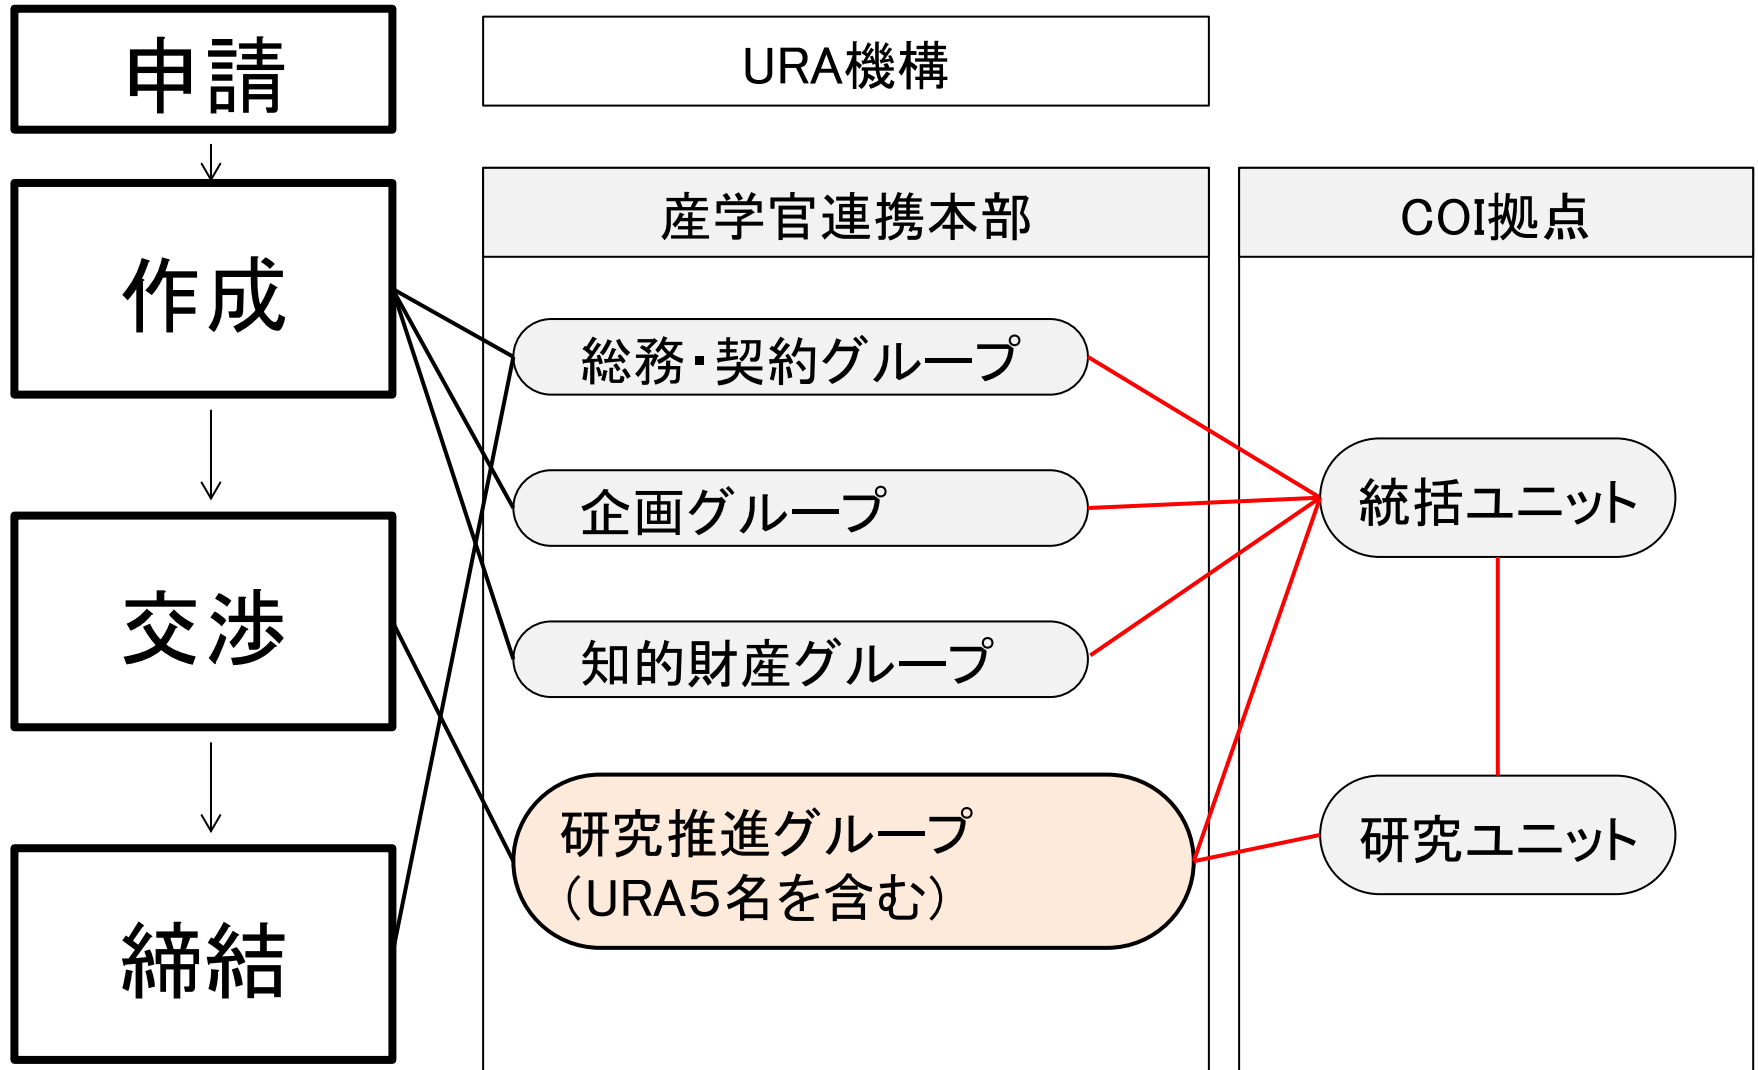 申請
URA機構
作成
産学官連携本部
COI拠点
総務・契約グループ
企画グループ
統括ユニット
交渉
知的財産グループ
研究推進グループ
（URA５名を含む）
研究ユニット
締結